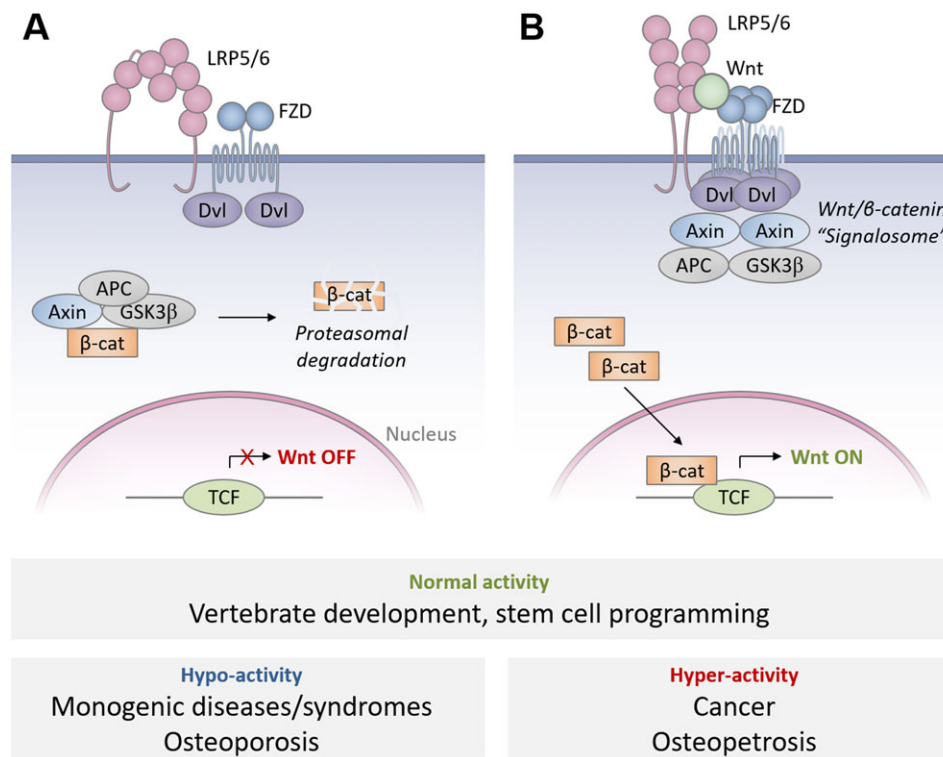 A
LRP5/6
FZD
Dvl
Dvl
APC
Axin
GSK3β
β-cat
β-cat
Proteasomal
degradation
Nucleus
Wnt OFF
TCF
B
LRP5/6
Wnt
FZD
Dvl
Dvl
Wnt/β-catenin
“Signalosome”
Axin
Axin
APC
GSK3β
β-cat
β-cat
β-cat
Wnt ON
TCF
Normal activity
Vertebrate development, stem cell programming
Hypo-activity
Monogenic diseases/syndromes
Osteoporosis
Hyper-activity
Cancer
Osteopetrosis